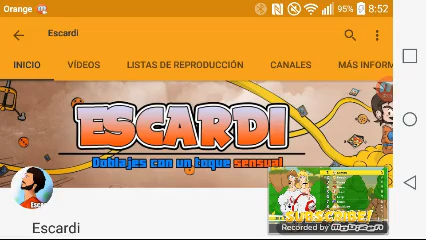 Orange 95% 8:52
Escardi
INICIO VÍDEOS LISTAS DE REPRODUCCIÓN CANALES MÁS INFORM
ESCARDI
Doblajes con un toque sensual
Escardi
SUBSCRIBE!
Recorded by Mobizen